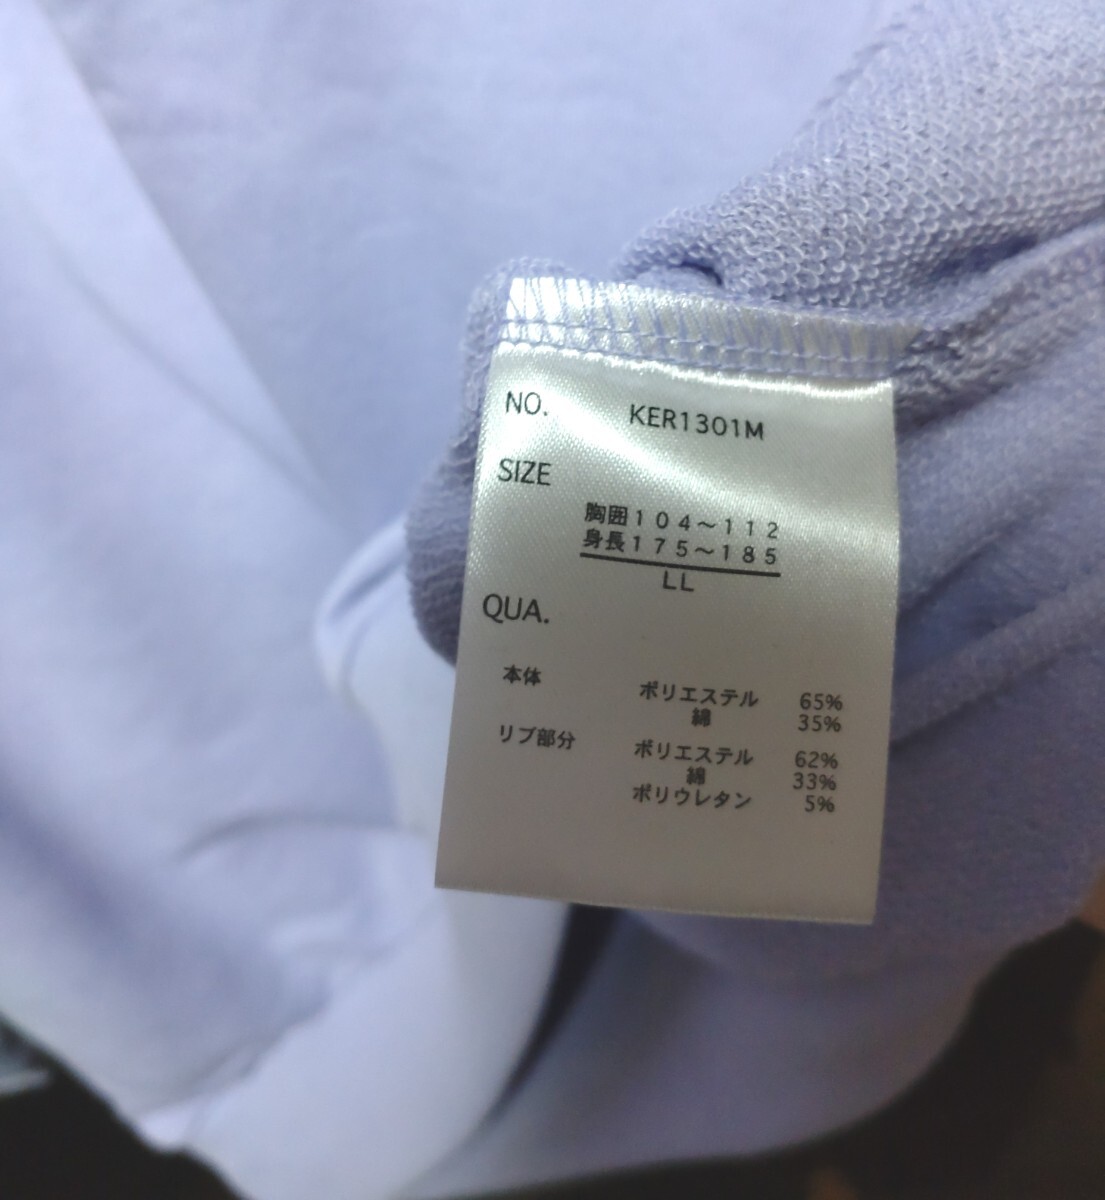 NO. KER1301M
SIZE
胸囲104～112
身長175～185
LL
QUA.
本体 ポリエステル 65%
綿 35%
リブ部分 ポリエステル 62%
綿 33%
ポリウレタン 5%